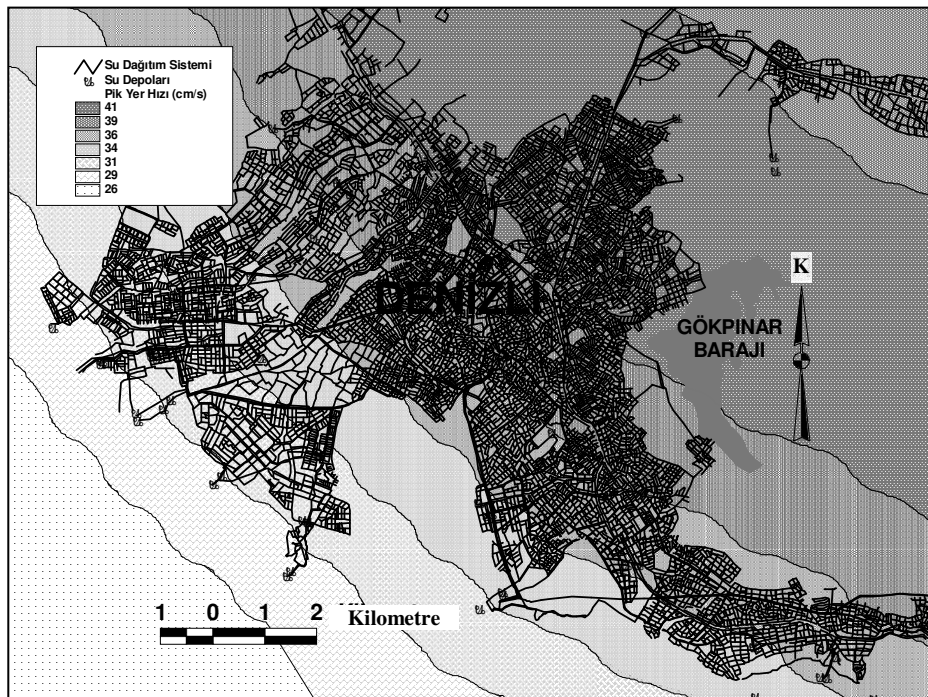 Su Dağıtım Sistemi
Su Depoları
Pik Yer Hızı (cm/s)
41
39
36
34
31
29
26
DENİZLİ
K
GÖKPINAR
BARAJI
1 0 1 2 Kilometre